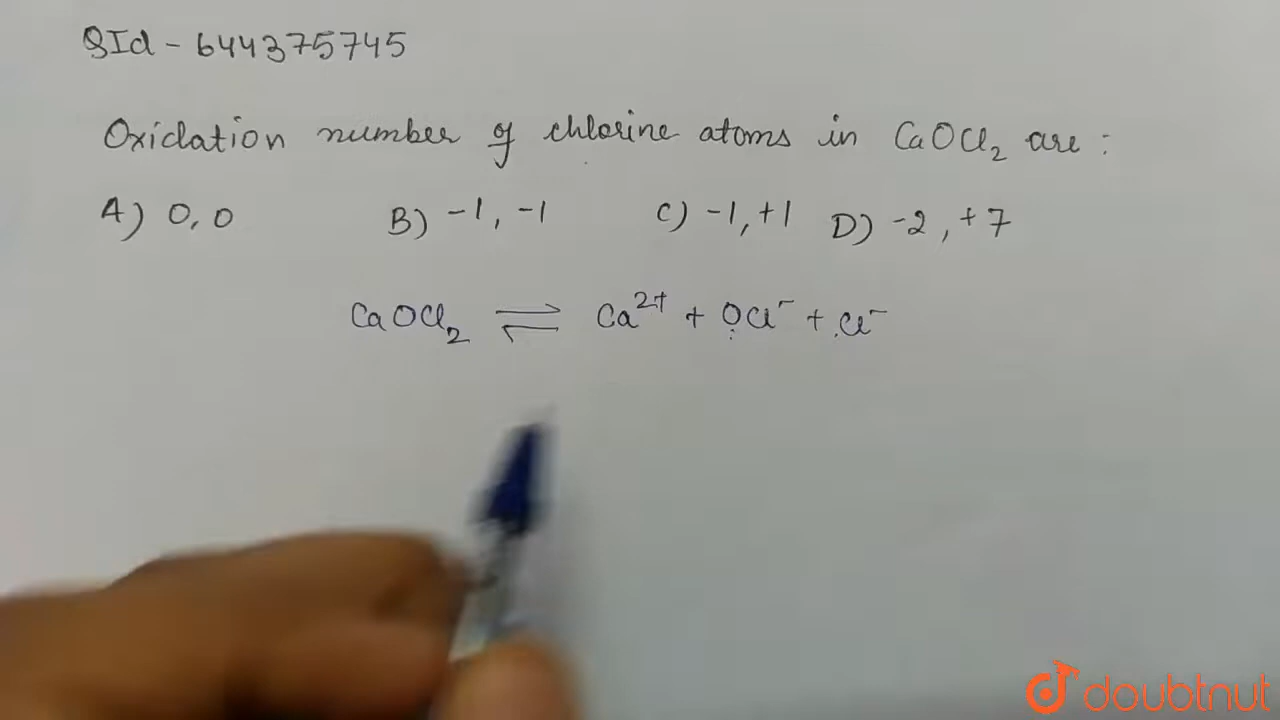 QId - 644375745
Oxidation number of chlorine atoms in CaOCl₂ are :
A) 0, 0 B) -1, -1 C) -1, +1 D) -2, +7
CaOCl₂ ⇌ Ca²⁺ + OCl⁻ + Cl⁻
doubtnut